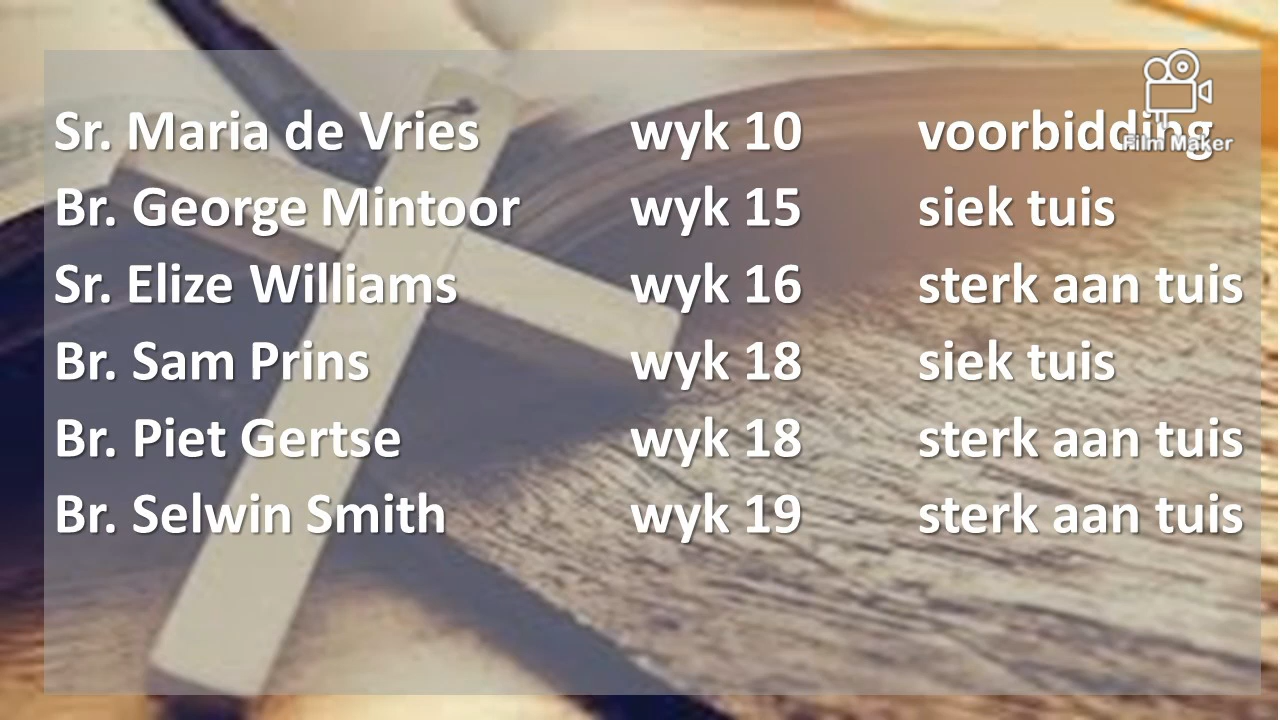 Sr. Maria de Vries wyk 10 voorbidding
Film Maker
Br. George Mintoor wyk 15 siek tuis
Sr. Elize Williams wyk 16 sterk aan tuis
Br. Sam Prins wyk 18 siek tuis
Br. Piet Gertse wyk 18 sterk aan tuis
Br. Selwin Smith wyk 19 sterk aan tuis